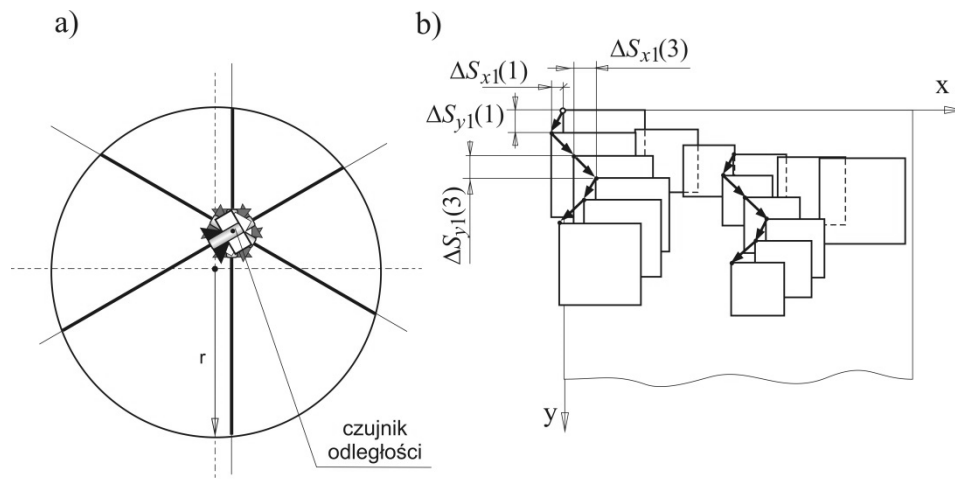 a)
r
czujnik
odległości
b)
ΔSx1(3)
ΔSx1(1)
x
ΔSy1(1)
ΔSy1(3)
y